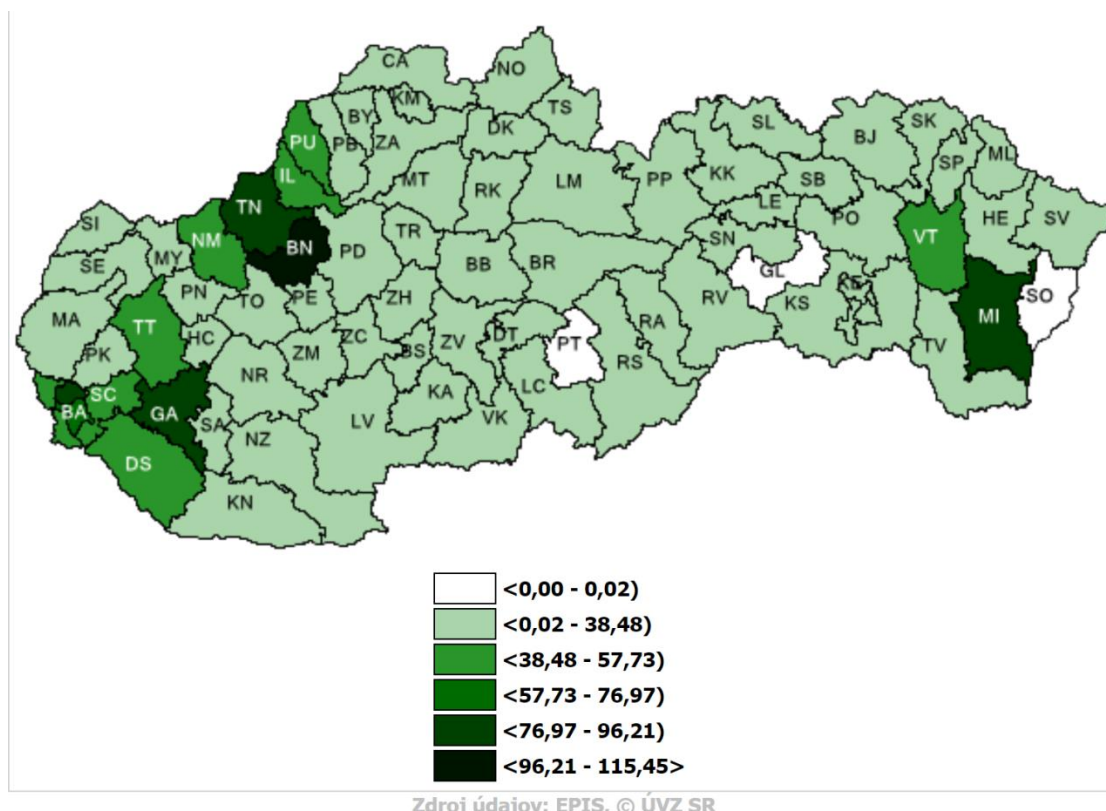 CA
NO
KM
TS
BY
PU
PB
ZA
DK
SL
BJ
SK
SP
ML
IL
MT
RK
LM
PP
KK
SB
LE
PO
HE
SV
TN
SI
NM
BN
PD
TR
BB
BR
SN
GL
VT
SO
SE
MY
PN
TO
PE
ZH
RV
KS
KE
MI
MA
TT
HC
ZM
ZC
BS
ZV
DT
PT
RA
RS
TV
PK
NR
KA
LC
SC
BA
GA
SA
NZ
LV
VK
DS
KN
<0,00 - 0,02)
<0,02 - 38,48)
<38,48 - 57,73)
<57,73 - 76,97)
<76,97 - 96,21)
<96,21 - 115,45>
Zdroj údajov: EPIS, © ÚVZ SR